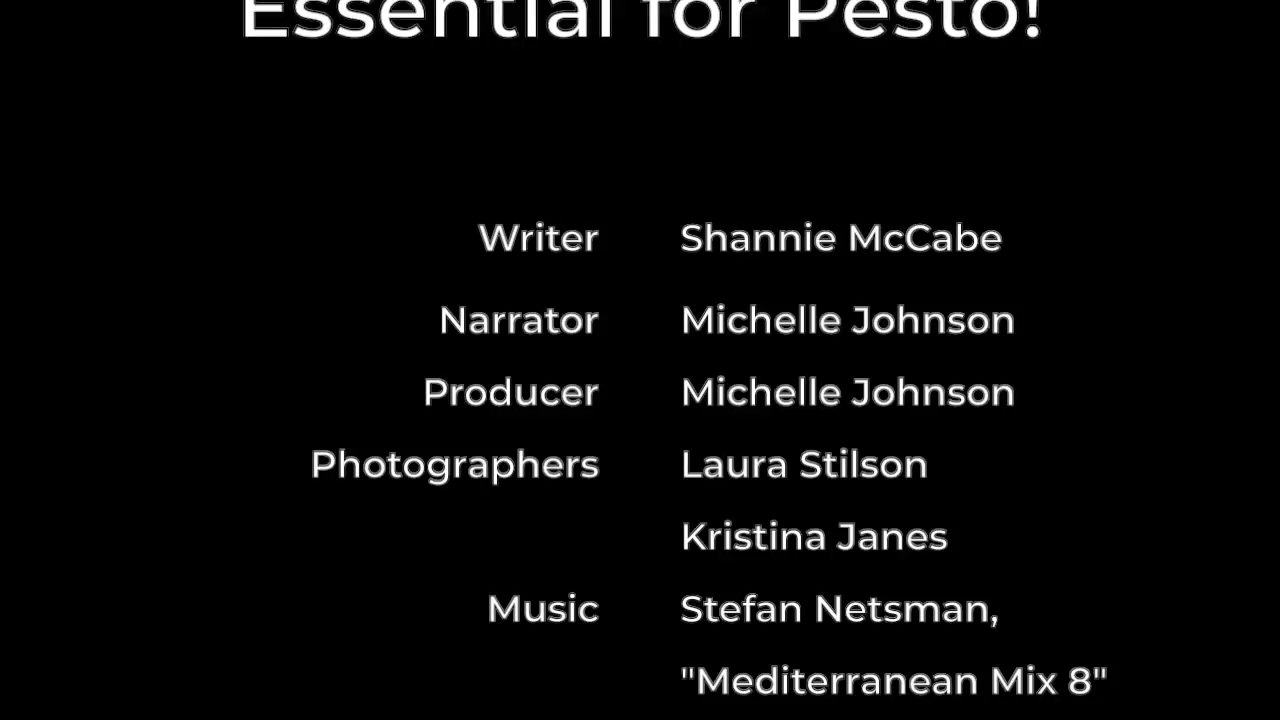 Essential for Pesto!
Writer Shannie McCabe
Narrator Michelle Johnson
Producer Michelle Johnson
Photographers Laura Stilson
Kristina Janes
Music Stefan Netsman,
"Mediterranean Mix 8"